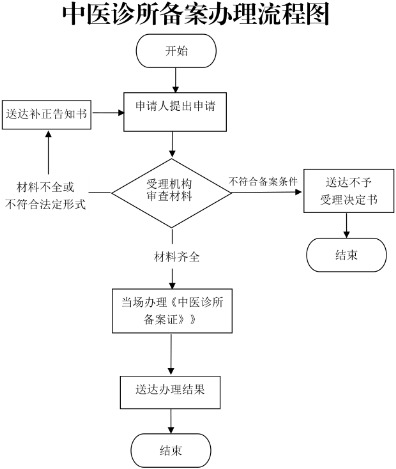 中医诊所备案办理流程图
开始
送达补正告知书
申请人提出申请
材料不全或
不符合法定形式
受理机构
审查材料
不符合备案条件
送达不予
受理决定书
结束
材料齐全
当场办理《中医诊所
备案证》》
送达办理结果
结束